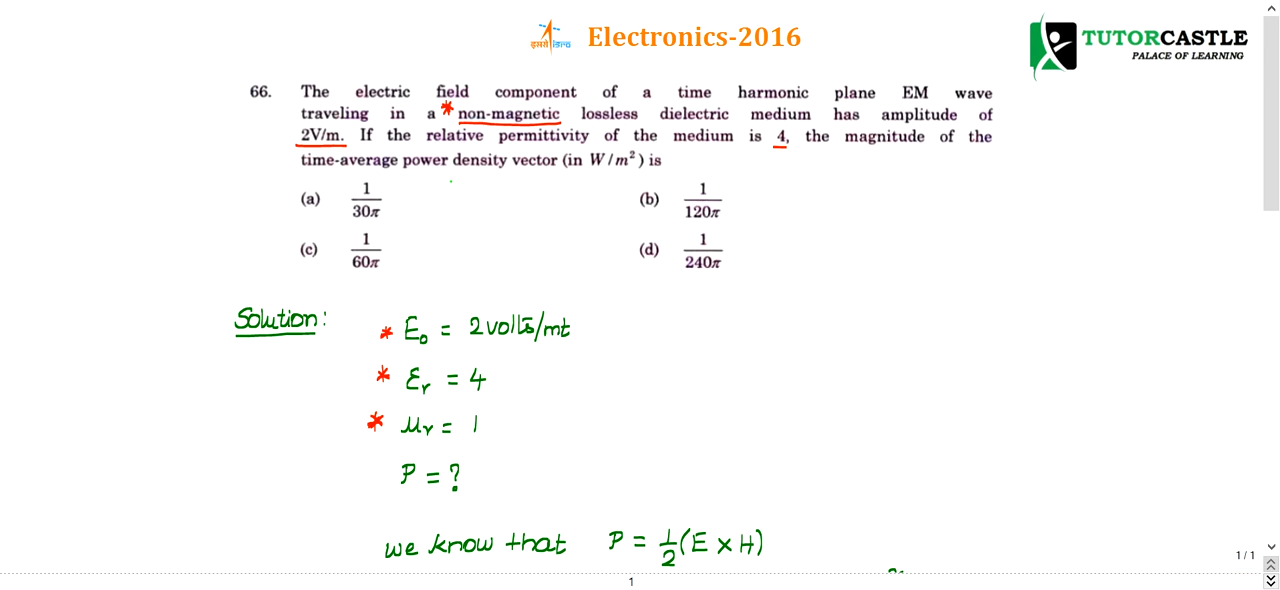 इसरो isro
Electronics-2016
TUTORCASTLE
PALACE OF LEARNING
66. The electric field component of a time harmonic plane EM wave
traveling in a * non-magnetic lossless dielectric medium has amplitude of
2V/m. If the relative permittivity of the medium is 4, the magnitude of the
time-average power density vector (in W/m²) is
(a) 1/30π (b) 1/120π
(c) 1/60π (d) 1/240π
Solution:
* E₀ = 2volts/mt
* εᵣ = 4
* μᵣ = 1
P = ?
we know that P = ½(E × H)
1/1
1